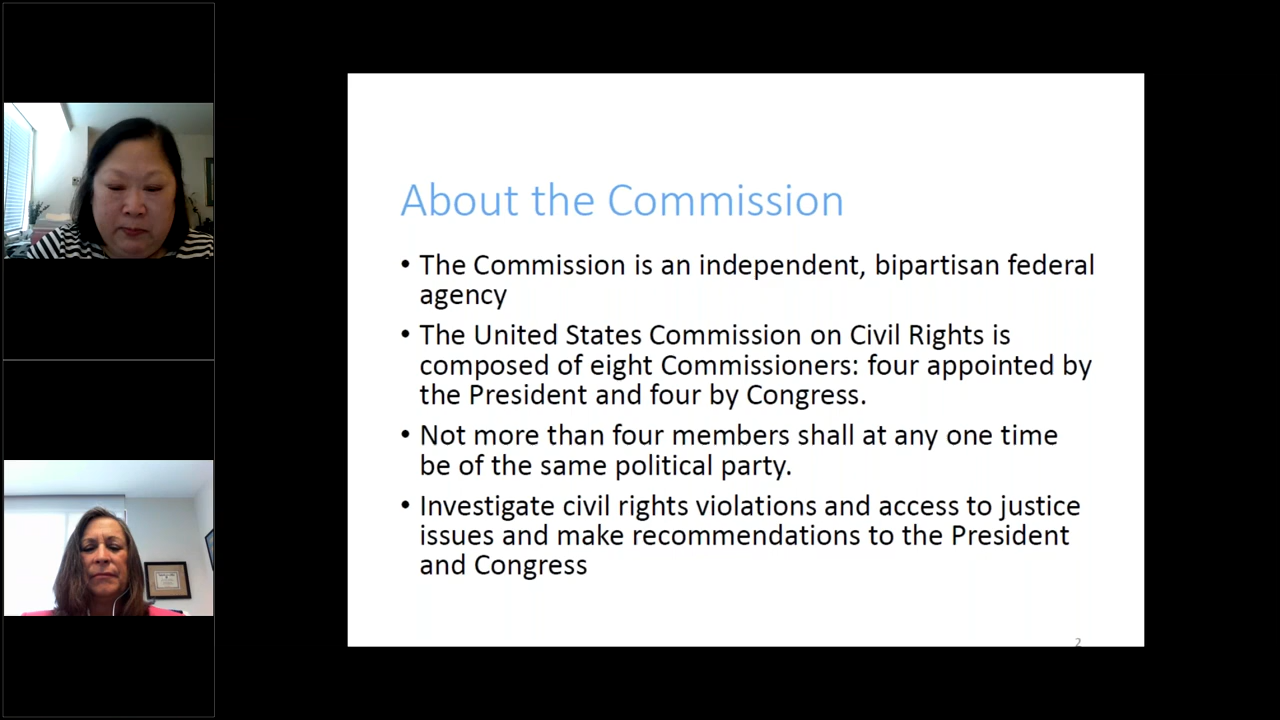 About the Commission
• The Commission is an independent, bipartisan federal
agency
• The United States Commission on Civil Rights is
composed of eight Commissioners: four appointed by
the President and four by Congress.
• Not more than four members shall at any one time
be of the same political party.
• Investigate civil rights violations and access to justice
issues and make recommendations to the President
and Congress
2